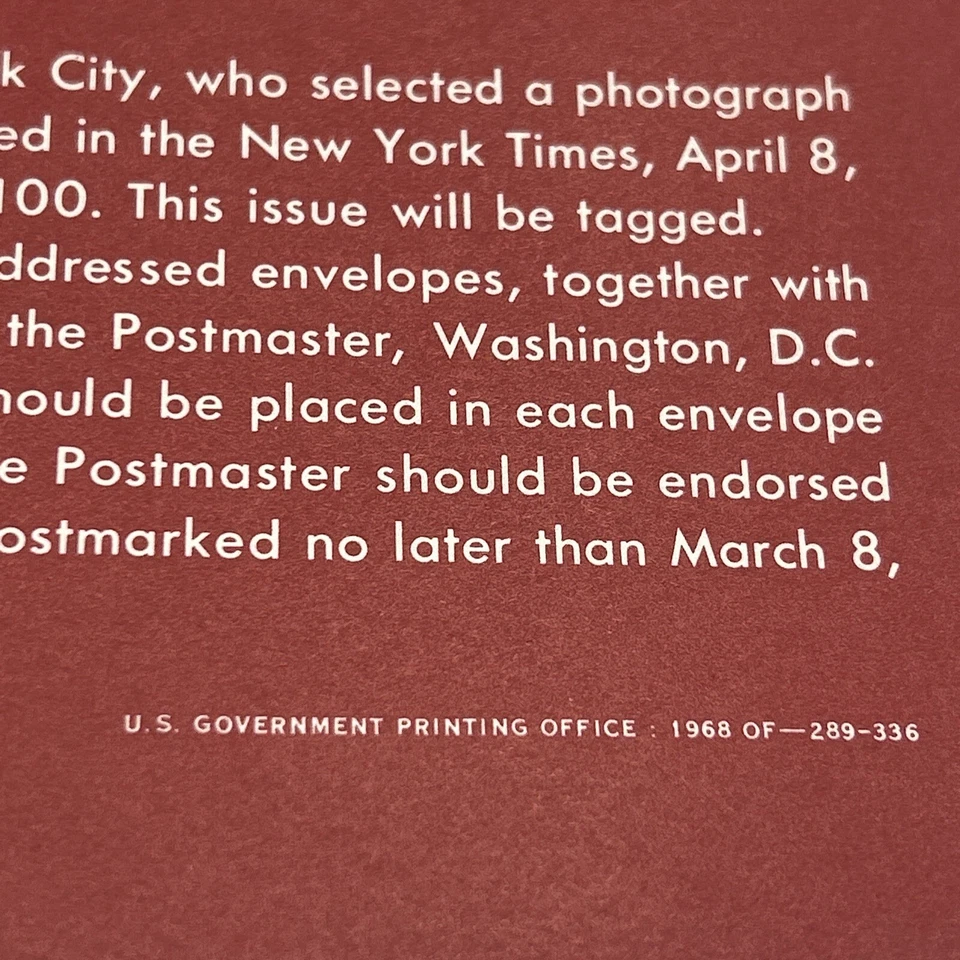 k City, who selected a photograph
ed in the New York Times, April 8,
100. This issue will be tagged.
ddressed envelopes, together with
the Postmaster, Washington, D.C.
hould be placed in each envelope
e Postmaster should be endorsed
ostmarked no later than March 8,
U.S. GOVERNMENT PRINTING OFFICE : 1968 OF—289-336